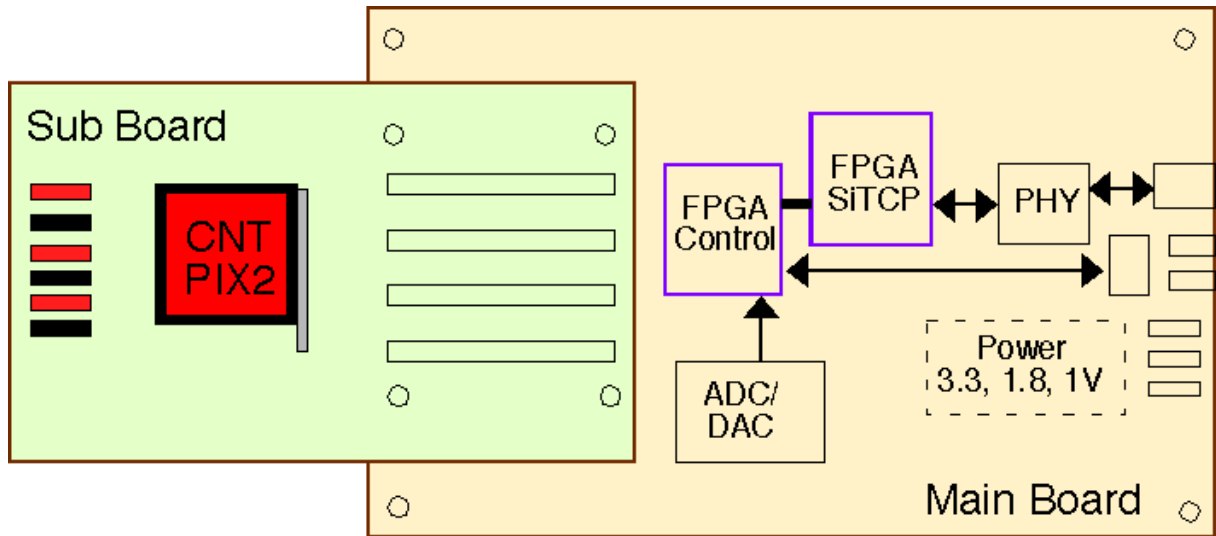 Sub Board
CNT
PIX2
FPGA
Control
FPGA
SiTCP
PHY
ADC/
DAC
Power
3.3, 1.8, 1V
Main Board